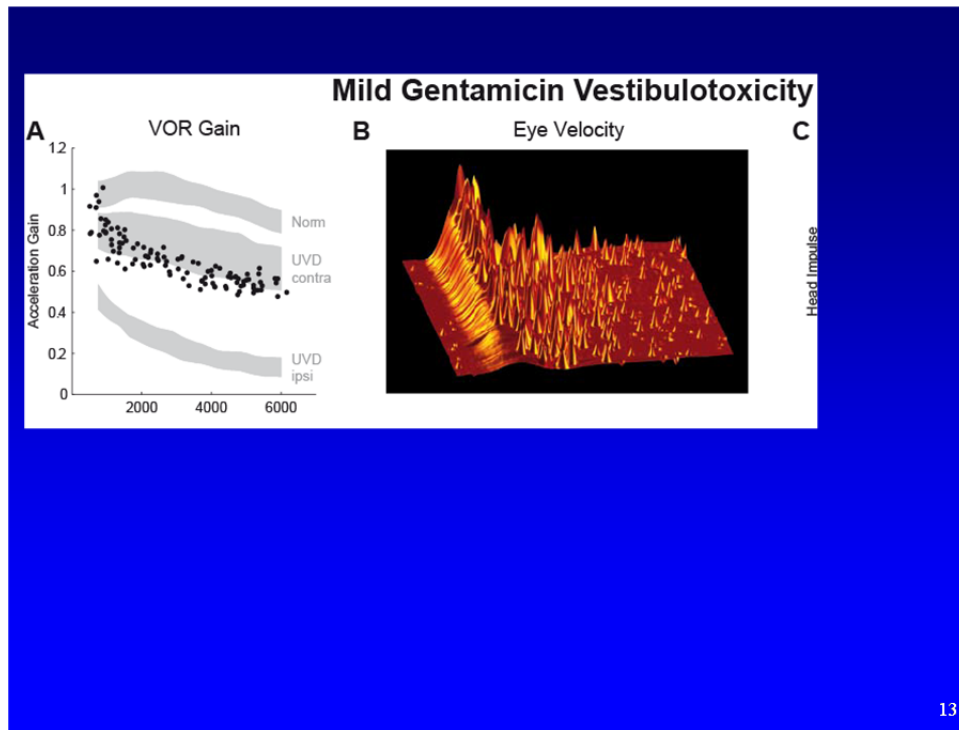 Mild Gentamicin Vestibulotoxicity
A
VOR Gain
B
Eye Velocity
C
1.2
1
0.8
0.6
0.4
0.2
0
Acceleration Gain
Norm
UVD
contra
UVD
ipsi
2000
4000
6000
Head Impulse
13